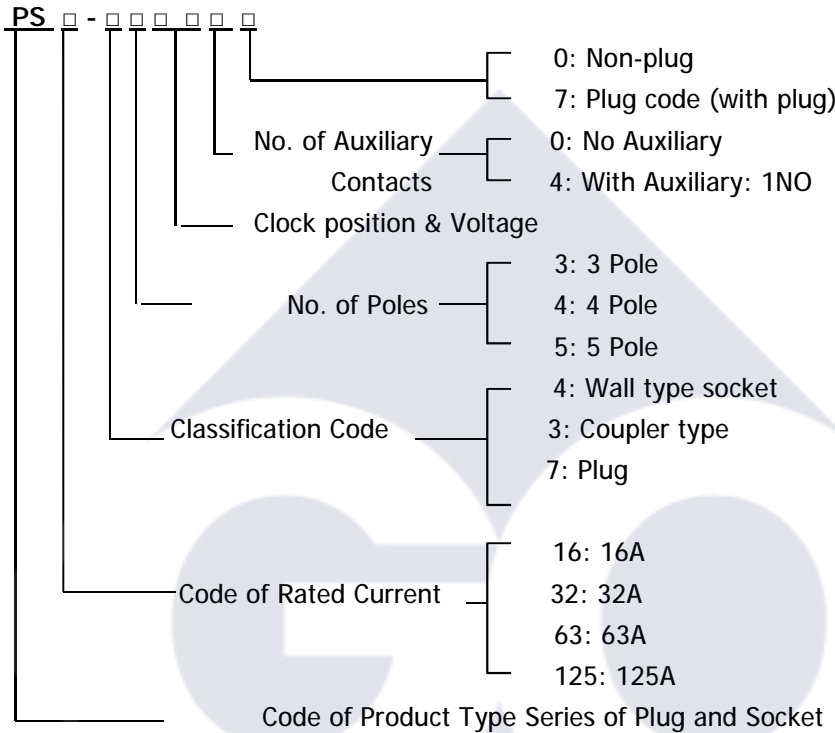 PS □ - □ □ □ □ □ □
0: Non-plug
7: Plug code (with plug)
No. of Auxiliary
Contacts
0: No Auxiliary
4: With Auxiliary: 1NO
Clock position & Voltage
No. of Poles
3: 3 Pole
4: 4 Pole
5: 5 Pole
Classification Code
4: Wall type socket
3: Coupler type
7: Plug
Code of Rated Current
16: 16A
32: 32A
63: 63A
125: 125A
Code of Product Type Series of Plug and Socket